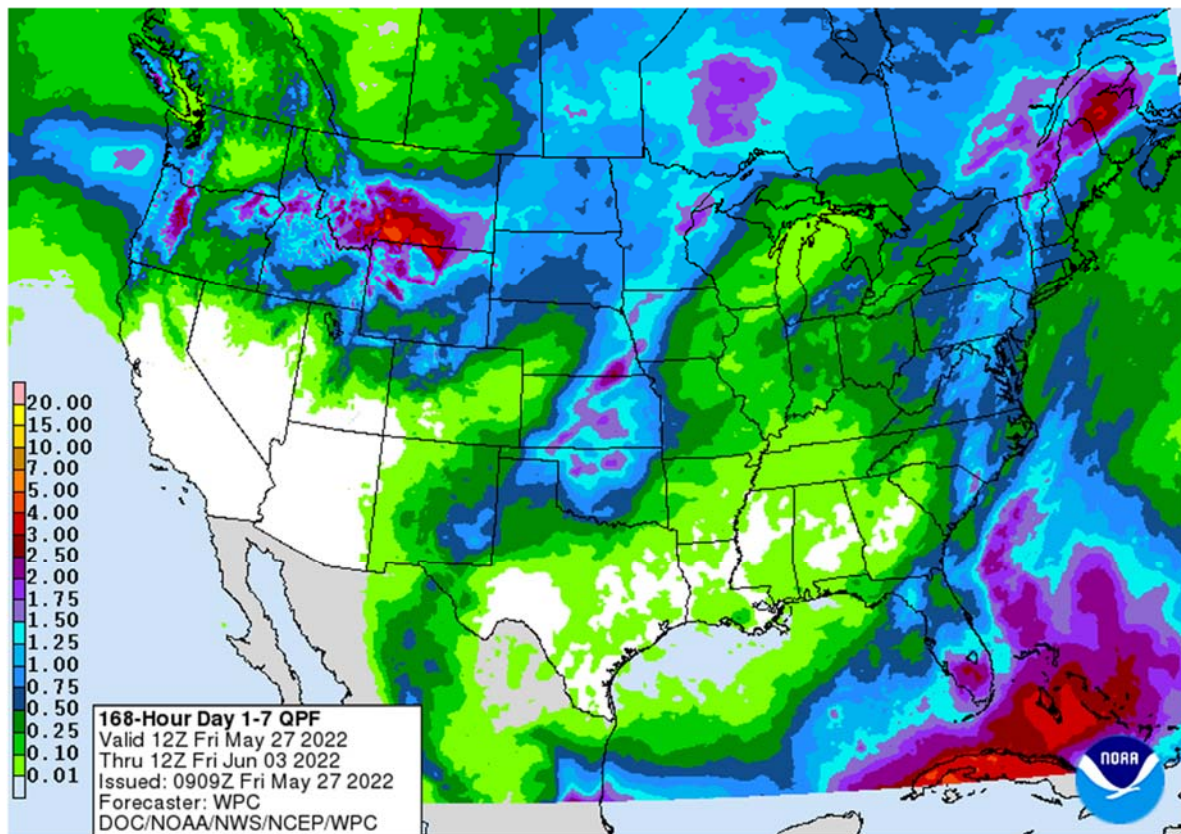 20.00
15.00
10.00
7.00
5.00
4.00
3.00
2.50
2.00
1.75
1.50
1.25
1.00
0.75
0.50
0.25
0.10
0.01
168-Hour Day 1-7 QPF
Valid 12Z Fri May 27 2022
Thru 12Z Fri Jun 03 2022
Issued: 0909Z Fri May 27 2022
Forecaster: WPC
DOC/NOAA/NWS/NCEP/WPC
NOAA